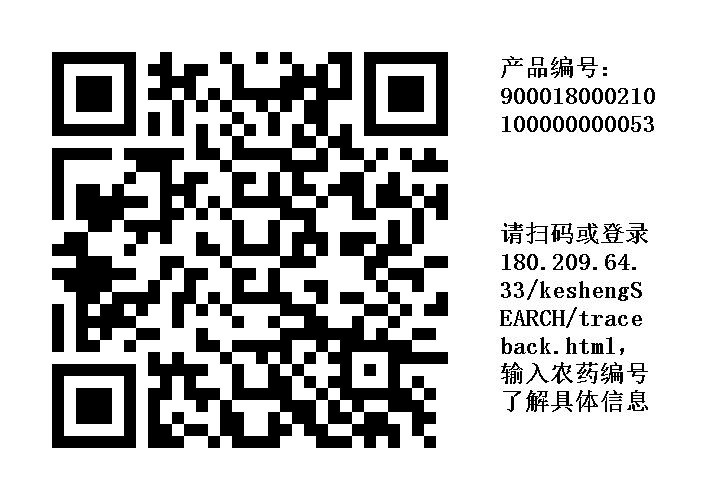 产品编号：
900018000210
100000000053
请扫码或登录
180.209.64.
33/keshengS
EARCH/trace
back.html，
输入农药编号
了解具体信息